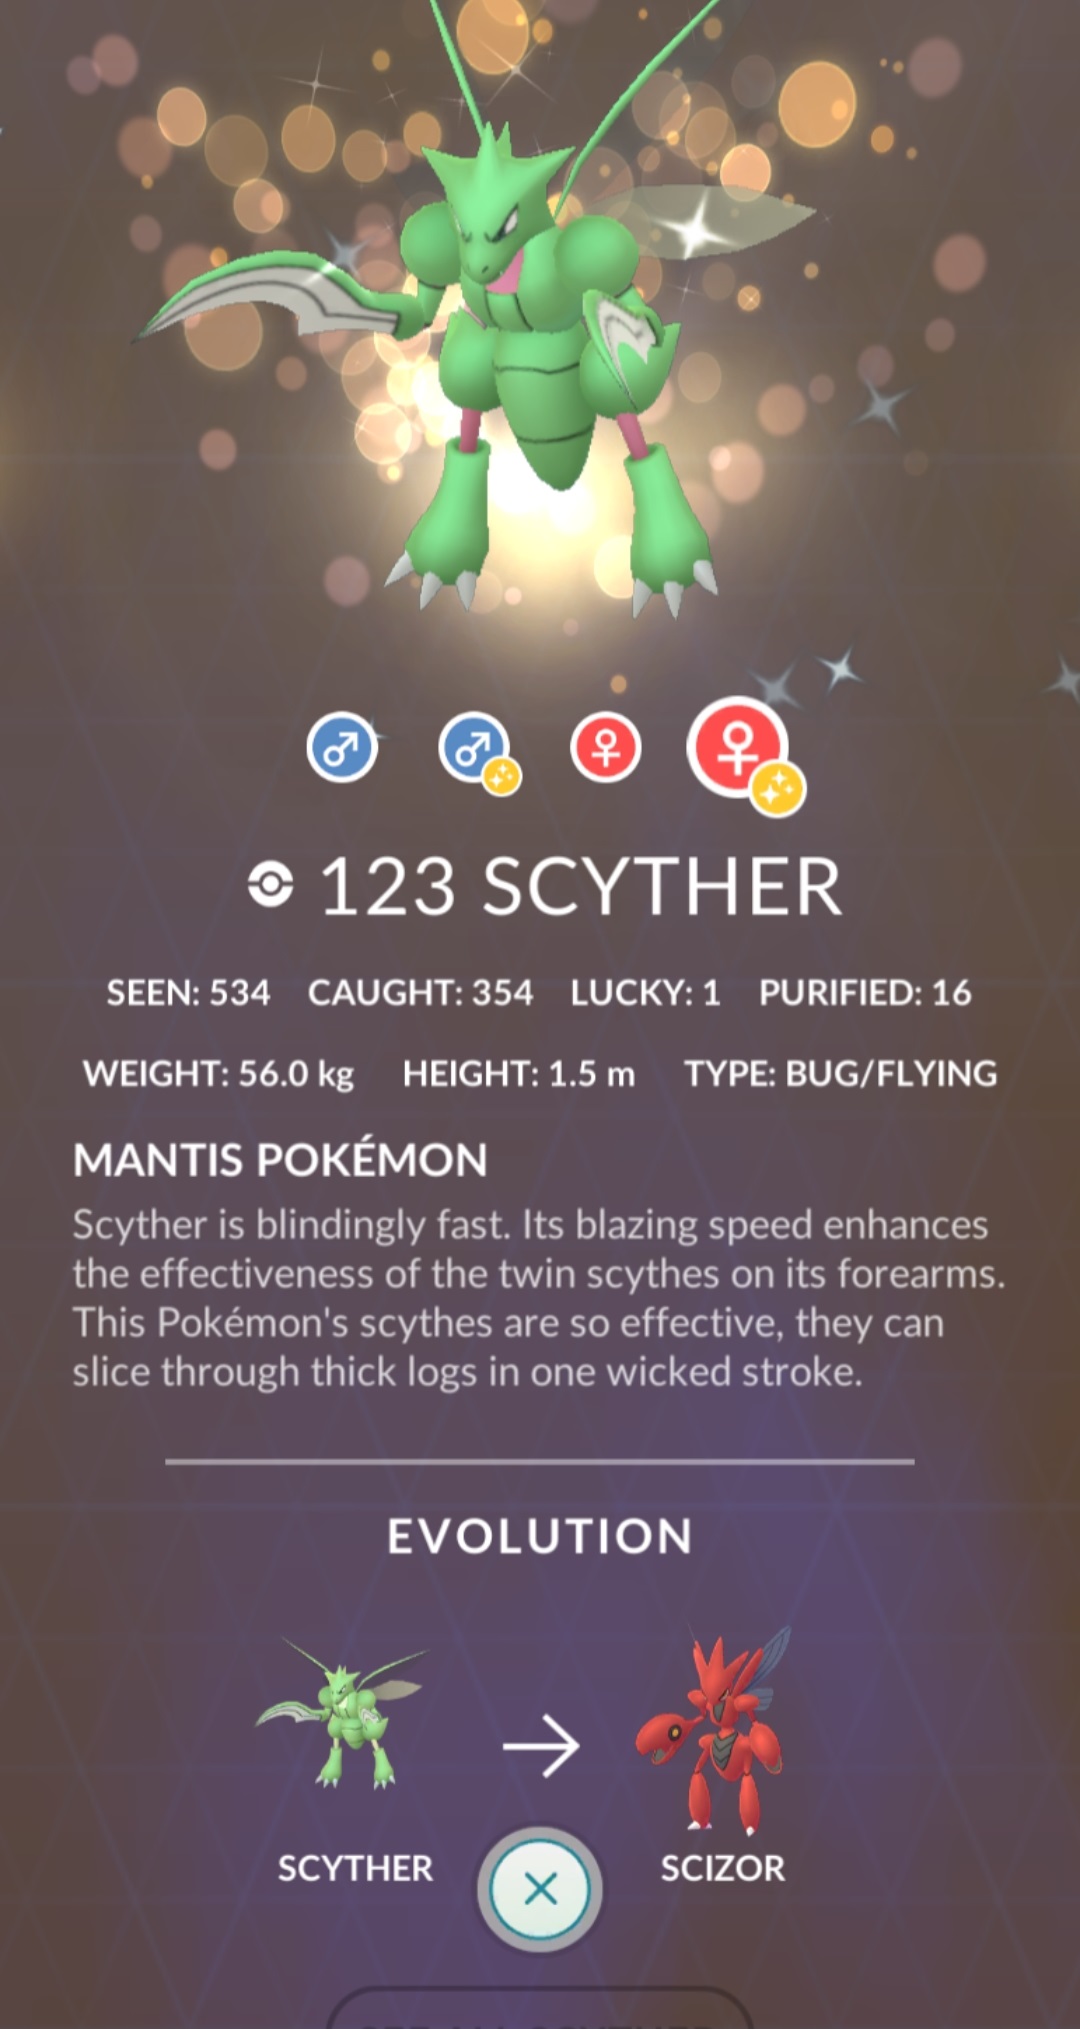 123 SCYTHER
SEEN: 534 CAUGHT: 354 LUCKY: 1 PURIFIED: 16
WEIGHT: 56.0 kg HEIGHT: 1.5 m TYPE: BUG/FLYING
MANTIS POKÉMON
Scyther is blindingly fast. Its blazing speed enhances
the effectiveness of the twin scythes on its forearms.
This Pokémon's scythes are so effective, they can
slice through thick logs in one wicked stroke.
EVOLUTION
SCYTHER SCIZOR